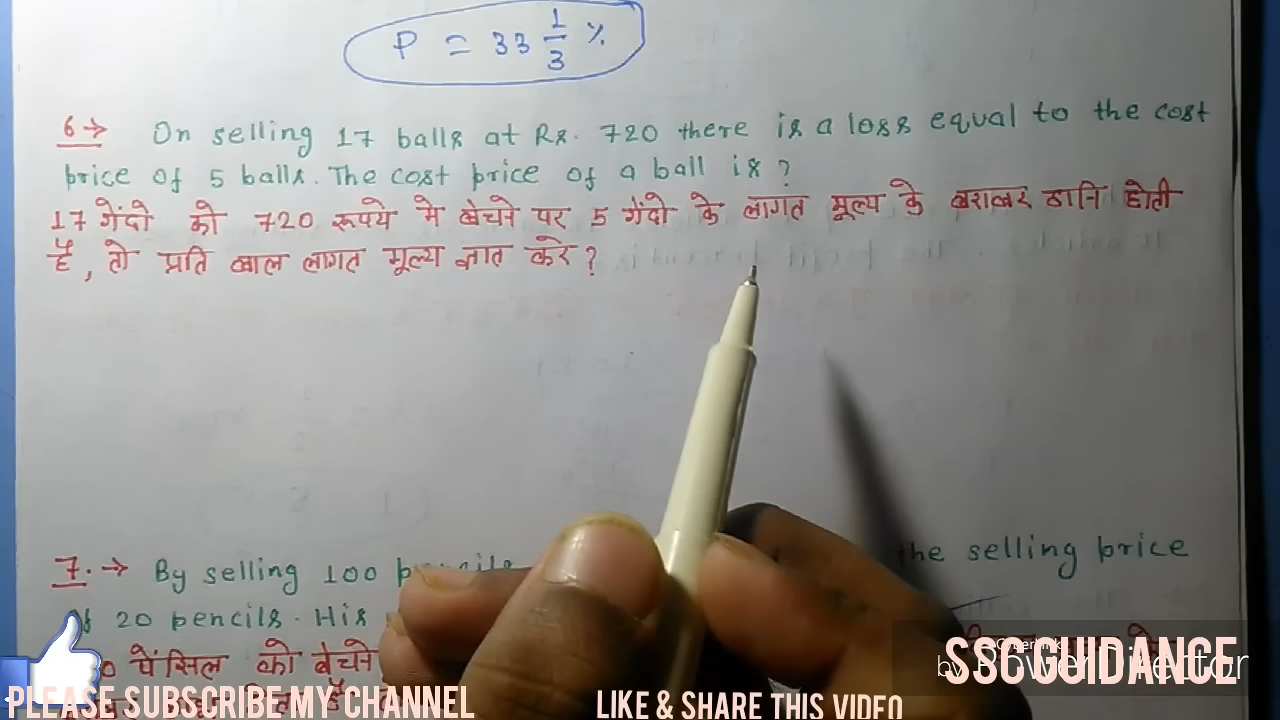 P = 33 1/3 %
6→ On selling 17 balls at Rs. 720 there is a loss equal to the cost
price of 5 balls. The cost price of a ball is?
17 गेंदो को 720 रूपये मे बेचने पर 5 गेंदो के लागत मूल्य के बराबर हानि होती
है, तो प्रति बाल लागत मूल्य ज्ञात करे?
7.→ By selling 100 the selling price
of 20 pencils. His
पेंसिल को बेचने
by PowerDirector
SSC GUIDANCE
PLEASE SUBSCRIBE MY CHANNEL
LIKE & SHARE THIS VIDEO